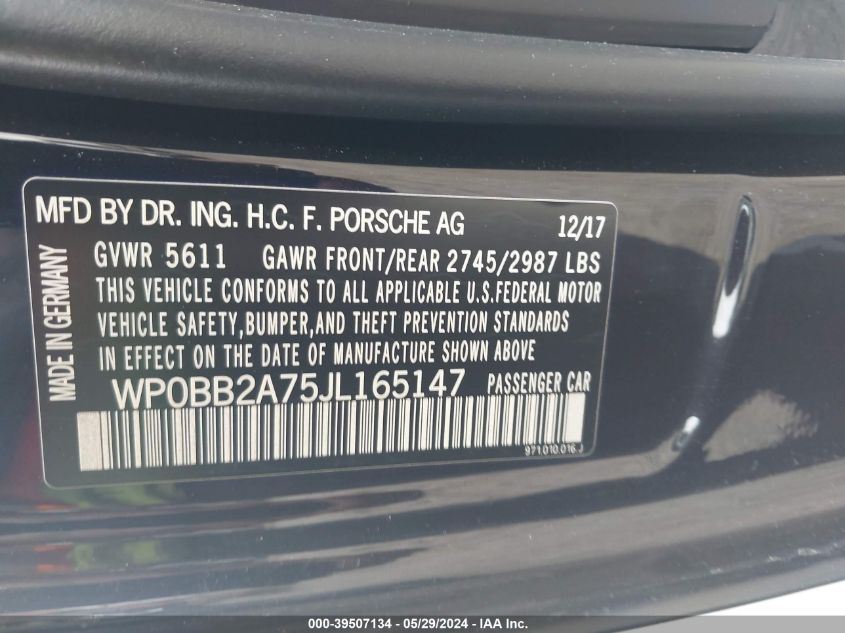 MFD BY DR. ING. H.C. F. PORSCHE AG 12/17
GVWR 5611 GAWR FRONT/REAR 2745/2987 LBS
THIS VEHICLE CONFORMS TO ALL APPLICABLE U.S.FEDERAL MOTOR
VEHICLE SAFETY,BUMPER,AND THEFT PREVENTION STANDARDS
IN EFFECT ON THE DATE OF MANUFACTURE SHOWN ABOVE
WP0BB2A75JL165147 PASSENGER CAR
971.010.016.J
MADE IN GERMANY
000-39507134 - 05/29/2024 - IAA Inc.